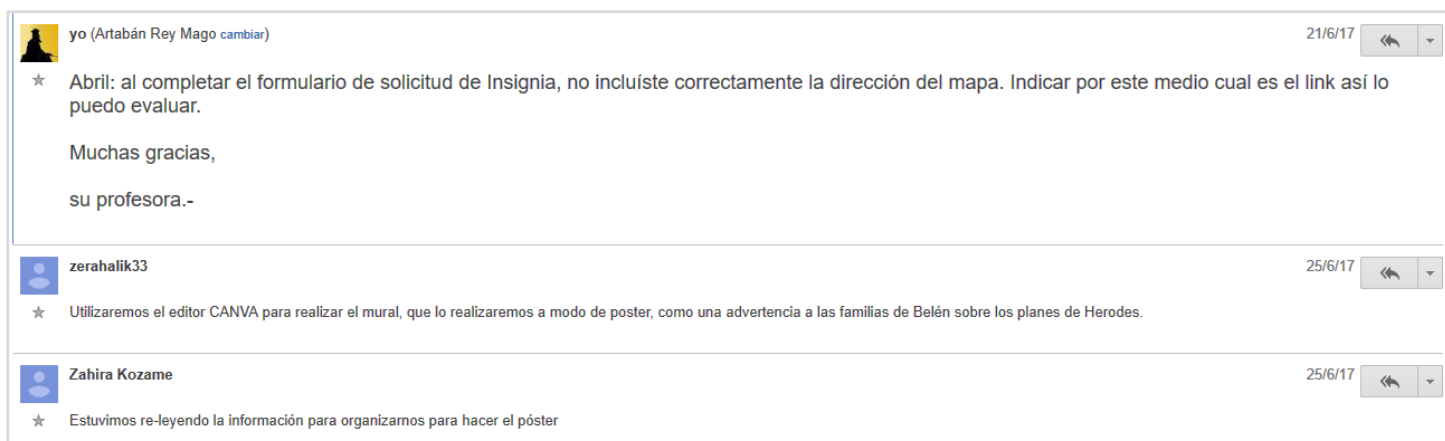 yo (Artabán Rey Mago cambiar) 21/6/17
Abril: al completar el formulario de solicitud de Insignia, no incluíste correctamente la dirección del mapa. Indicar por este medio cual es el link así lo
puedo evaluar.
Muchas gracias,
su profesora.-
zerahalik33 25/6/17
Utilizaremos el editor CANVA para realizar el mural, que lo realizaremos a modo de poster, como una advertencia a las familias de Belén sobre los planes de Herodes.
Zahira Kozame 25/6/17
Estuvimos re-leyendo la información para organizarnos para hacer el póster